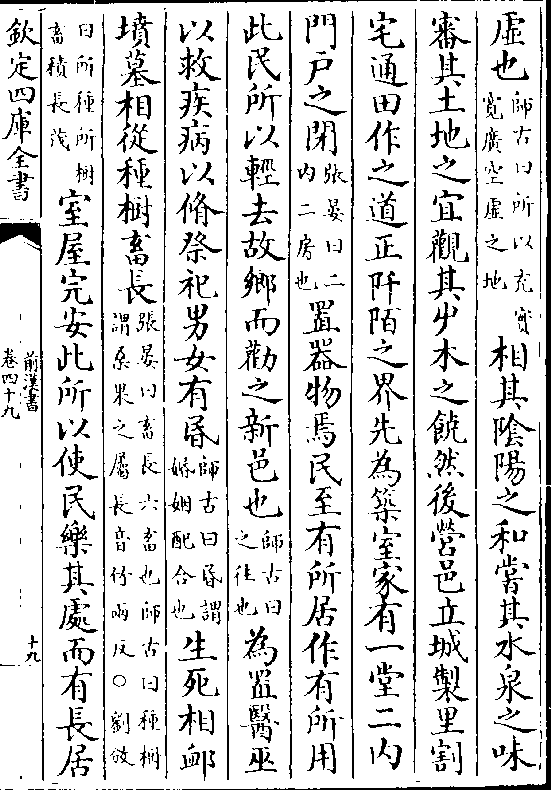 虛也師古曰所以充實寛廣空虛之地相其隂陽之和嘗其水泉之味
審其土地之宜觀其屮木之饒然後營邑立城製里割
宅通田作之道正阡陌之界先為築室家有一堂二内
門戸之閉張晏曰二内二房也置器物焉民至有所居作有所用
此民所以輕去故鄉而勸之新邑也師古曰之往也為置醫巫
以救疾病以脩祭祀男女有昬師古曰昬謂婚姻配合也生死相䘏
墳墓相從種樹畜長張晏曰畜長六畜也師古曰種樹謂桑果之屬長音竹兩反○劉攽
曰所種所樹畜積長茂室屋完安此所以使民樂其處而有長居
欽定四庫全書
前漢書
卷四十九
十九